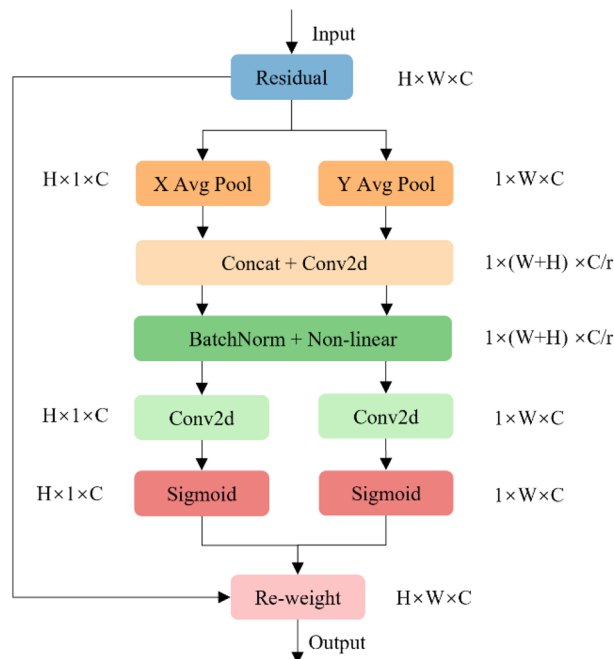 Input
Residual H×W×C
H×1×C X Avg Pool Y Avg Pool 1×W×C
Concat + Conv2d 1×(W+H) ×C/r
BatchNorm + Non-linear 1×(W+H) ×C/r
H×1×C Conv2d Conv2d 1×W×C
H×1×C Sigmoid Sigmoid 1×W×C
Re-weight H×W×C
Output